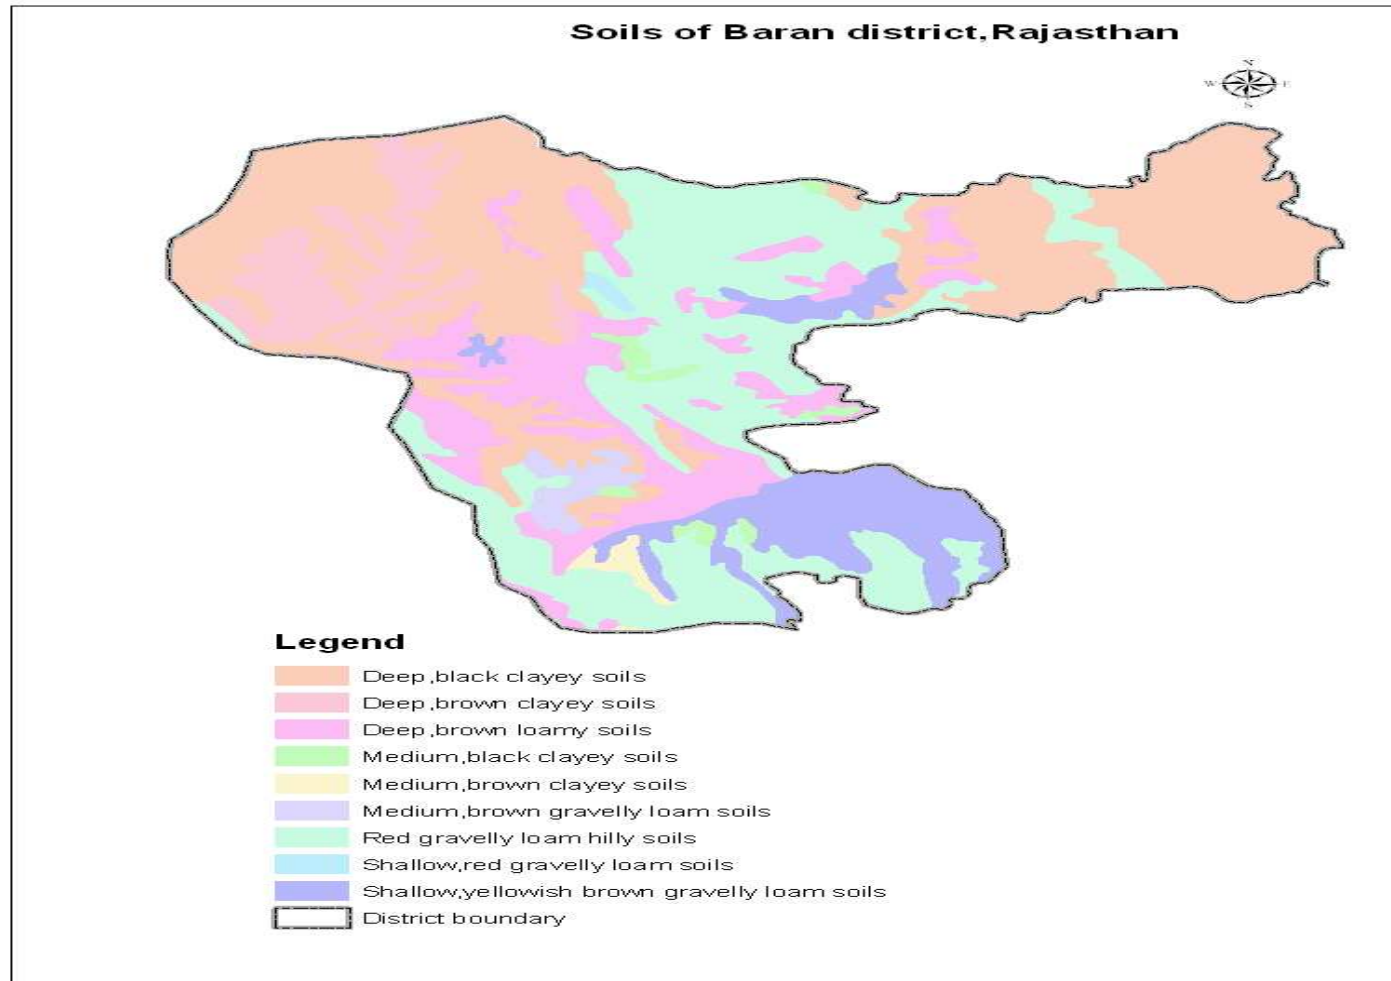 Soils of Baran district,Rajasthan
N
W E
S
Legend
Deep,black clayey soils
Deep,brown clayey soils
Deep,brown loamy soils
Medium,black clayey soils
Medium,brown clayey soils
Medium,brown gravelly loam soils
Red gravelly loam hilly soils
Shallow,red gravelly loam soils
Shallow,yellowish brown gravelly loam soils
District boundary